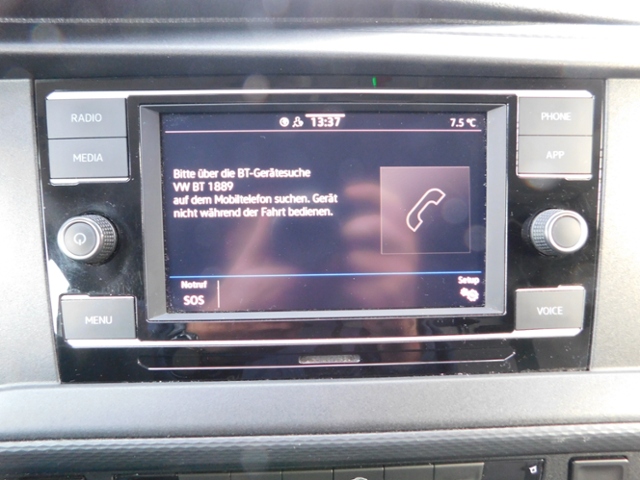 RADIO
MEDIA
MENU
13:37
7.5 °C
Bitte über die BT-Gerätesuche
VW BT 1889
auf dem Mobiltelefon suchen. Gerät
nicht während der Fahrt bedienen.
Notruf
SOS
Setup
PHONE
APP
VOICE